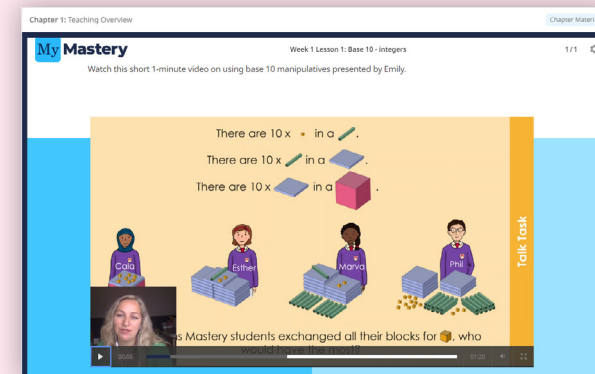 Chapter 1: Teaching Overview
Chapter Materi
My Mastery
Week 1 Lesson 1: Base 10 - integers
1 / 1
Watch this short 1-minute video on using base 10 manipulatives presented by Emily.
There are 10 x in a .
There are 10 x in a .
There are 10 x in a .
Talk Task
Cala
Esther
Marva
Phil
s Mastery students exchanged all their blocks for , who
would have the most?
00:06
01:20